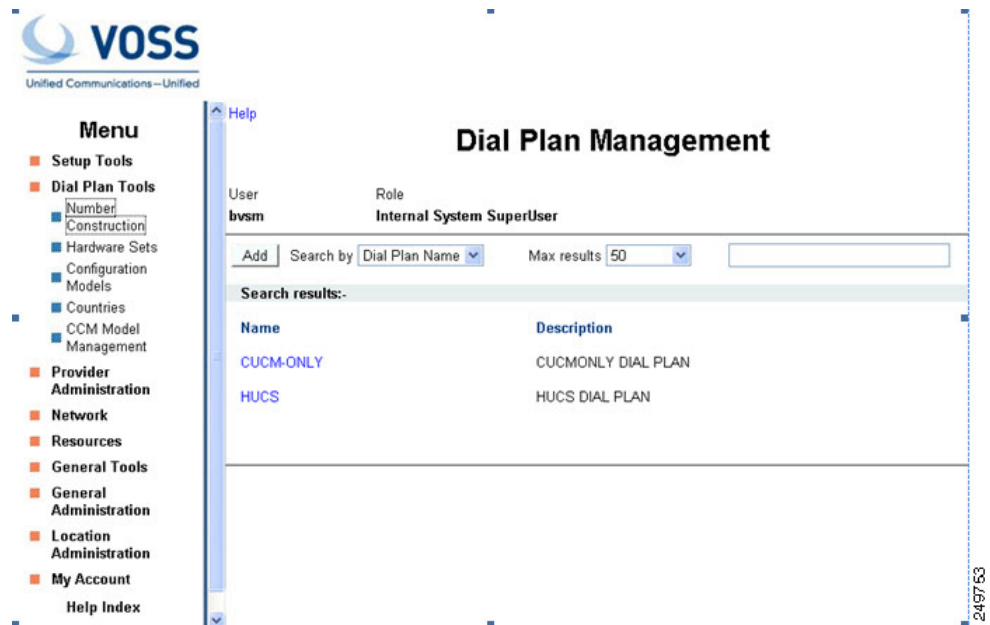 VOSS
Unified Communications—Unified
Menu
Setup Tools
Dial Plan Tools
Number
Construction
Hardware Sets
Configuration
Models
Countries
CCM Model
Management
Provider
Administration
Network
Resources
General Tools
General
Administration
Location
Administration
My Account
Help Index
Help
Dial Plan Management
User Role
bvsm Internal System SuperUser
Add Search by Dial Plan Name Max results 50
Search results:-
Name Description
CUCM-ONLY CUCMONLY DIAL PLAN
HUCS HUCS DIAL PLAN
249753